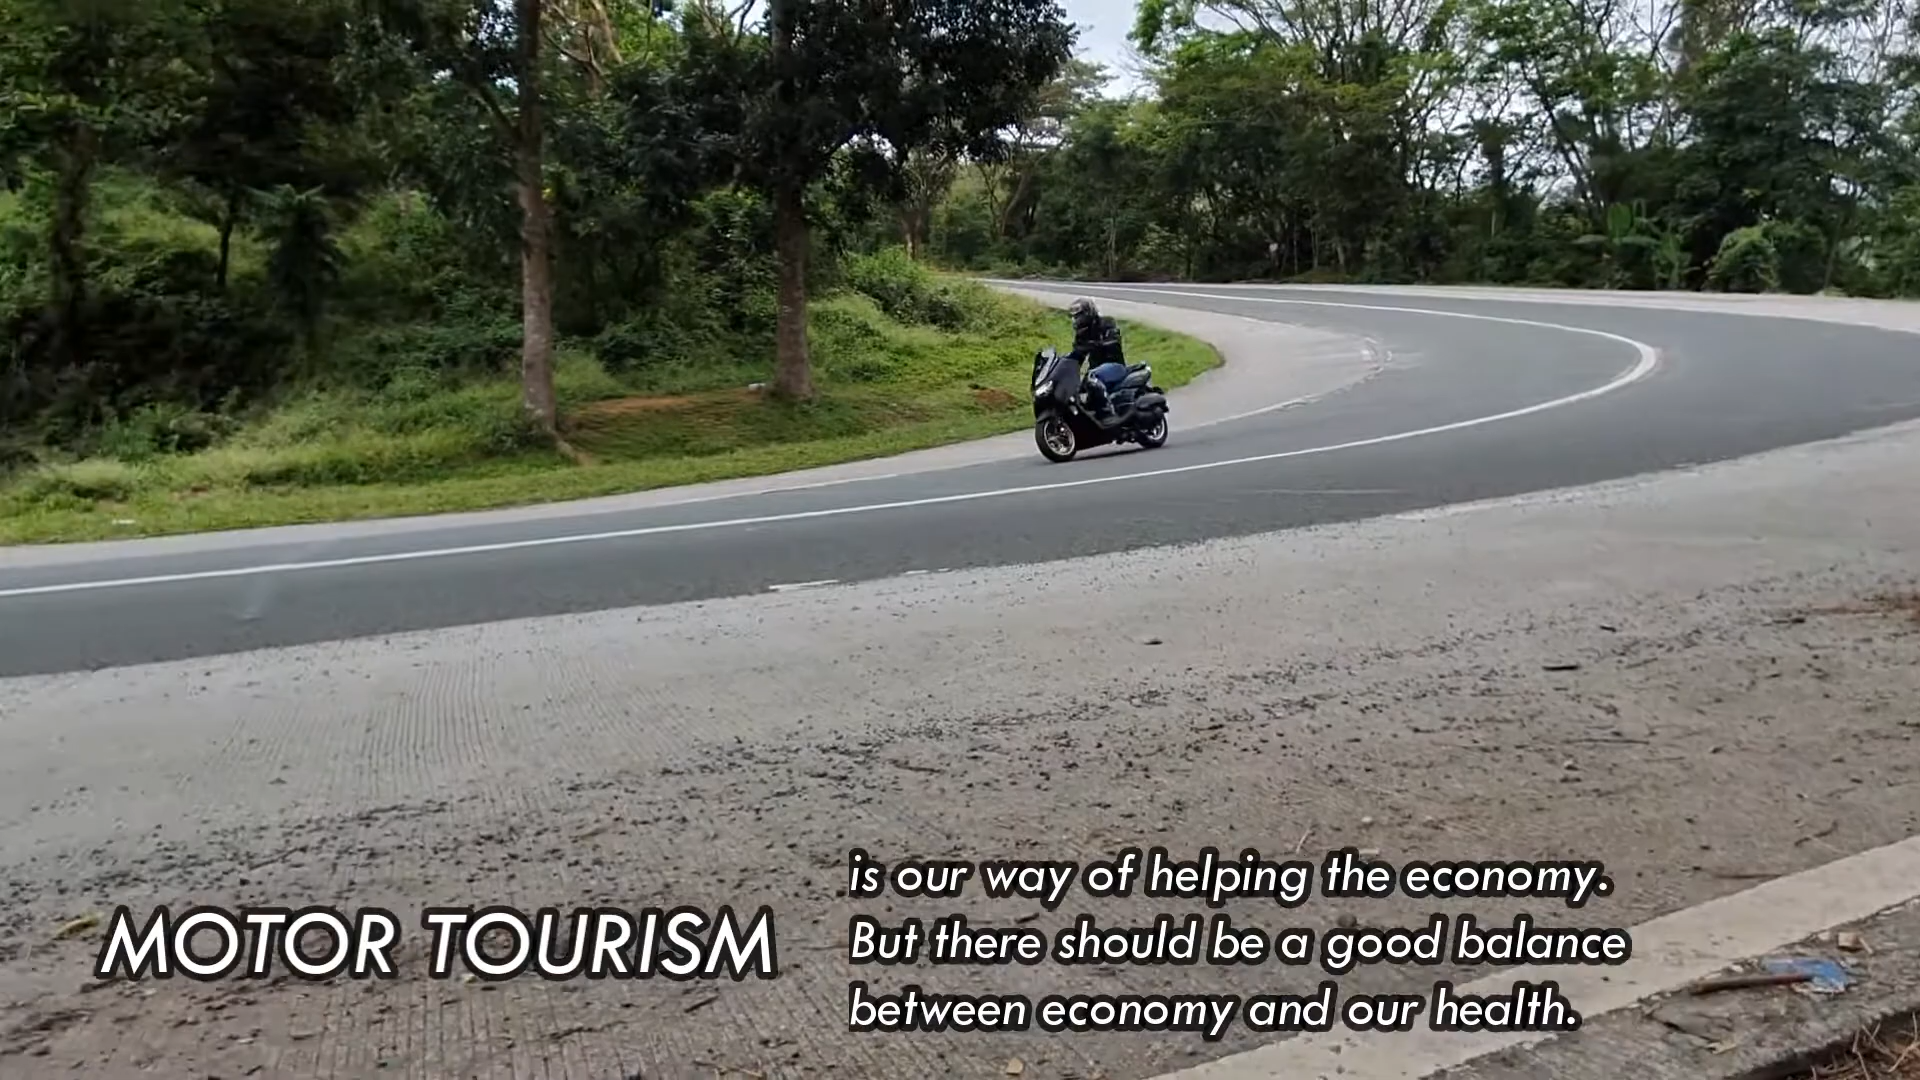 MOTOR TOURISM
is our way of helping the economy.
But there should be a good balance
between economy and our health.